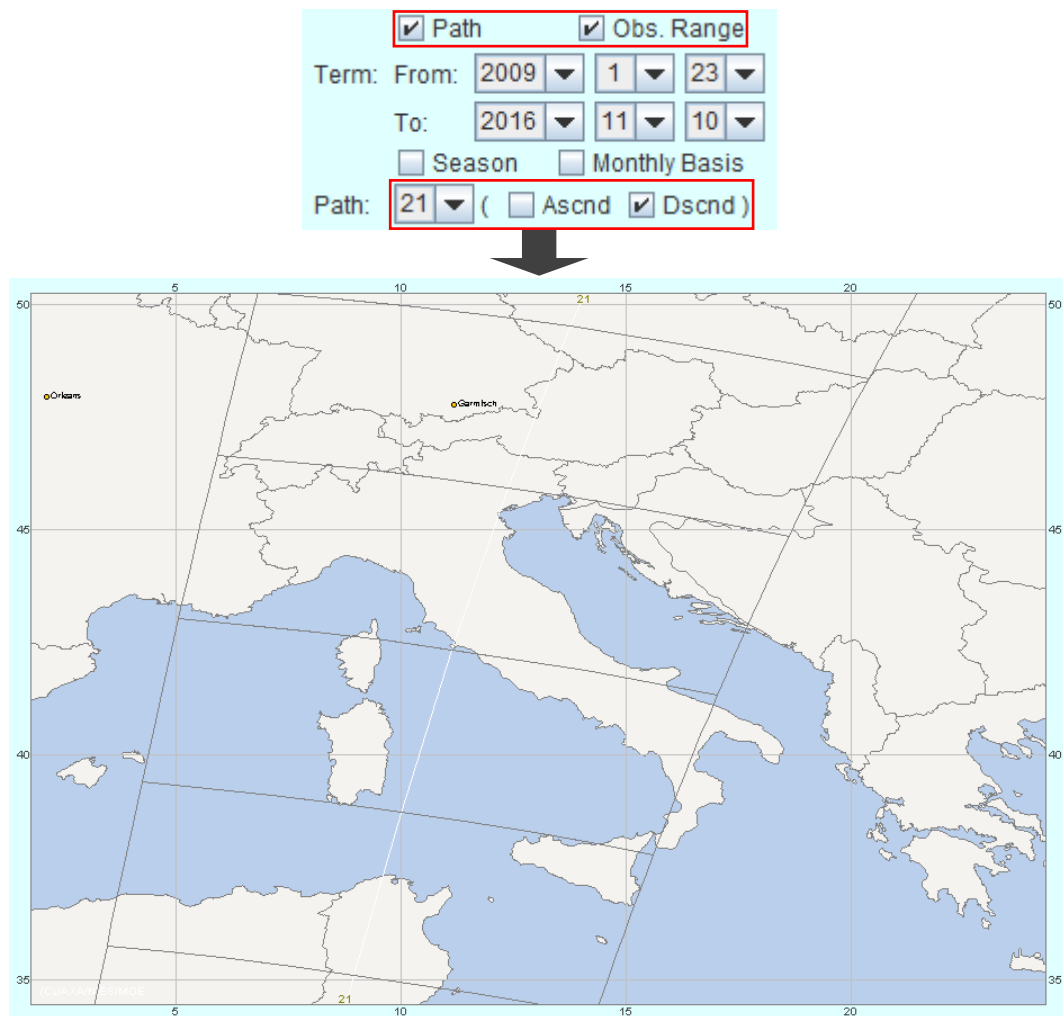 Path Obs. Range
Term: From: 2009 1 23
To: 2016 11 10
Season Monthly Basis
Path: 21 ( Ascnd Dscnd )
5 10 15 20
50 21 50
Orleans Garmisch
45 45
40 40
35 35
21
5 10 15 20